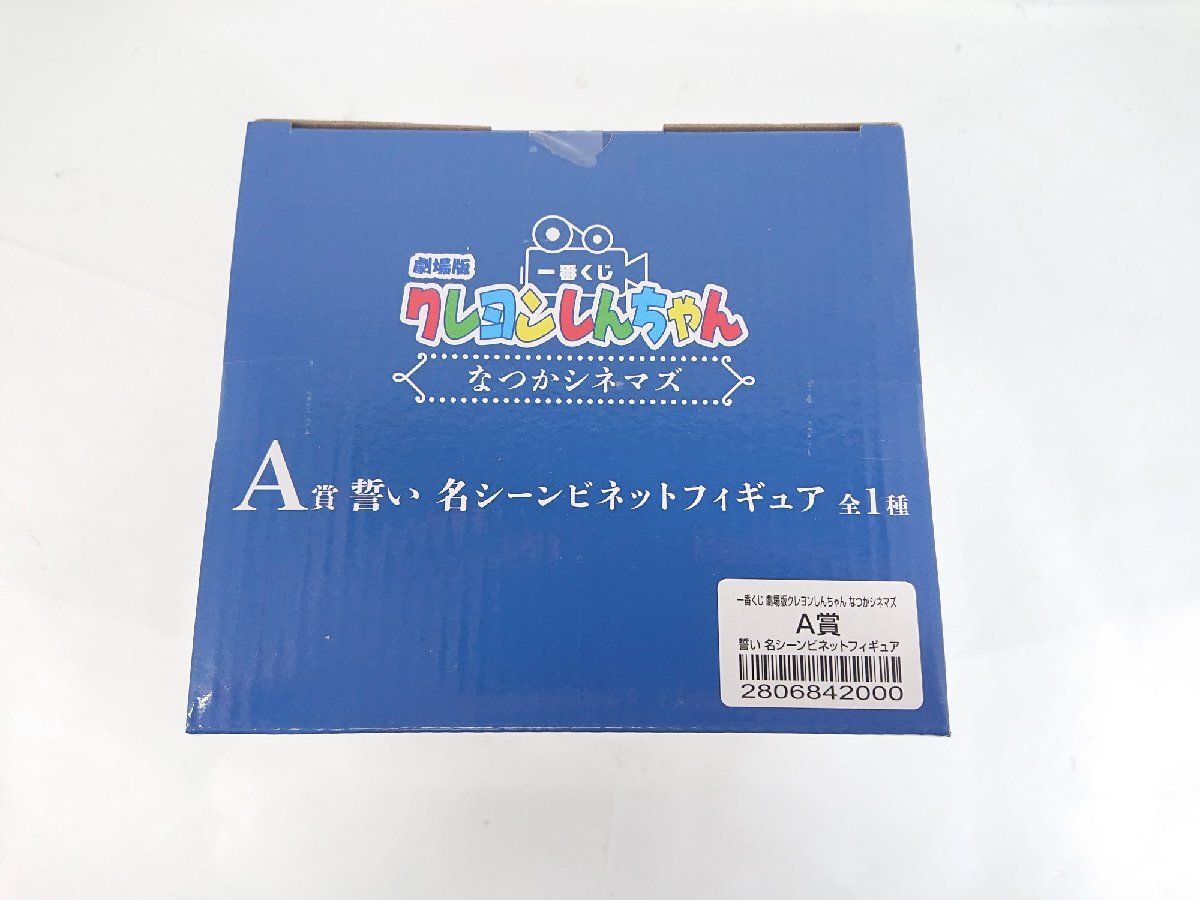 劇場版
一番くじ
クレヨンしんちゃん
なつかシネマズ
A賞 誓い 名シーンビネットフィギュア 全1種
一番くじ 劇場版クレヨンしんちゃん なつかシネマズ
A賞
誓い 名シーンビネットフィギュア
2806842000